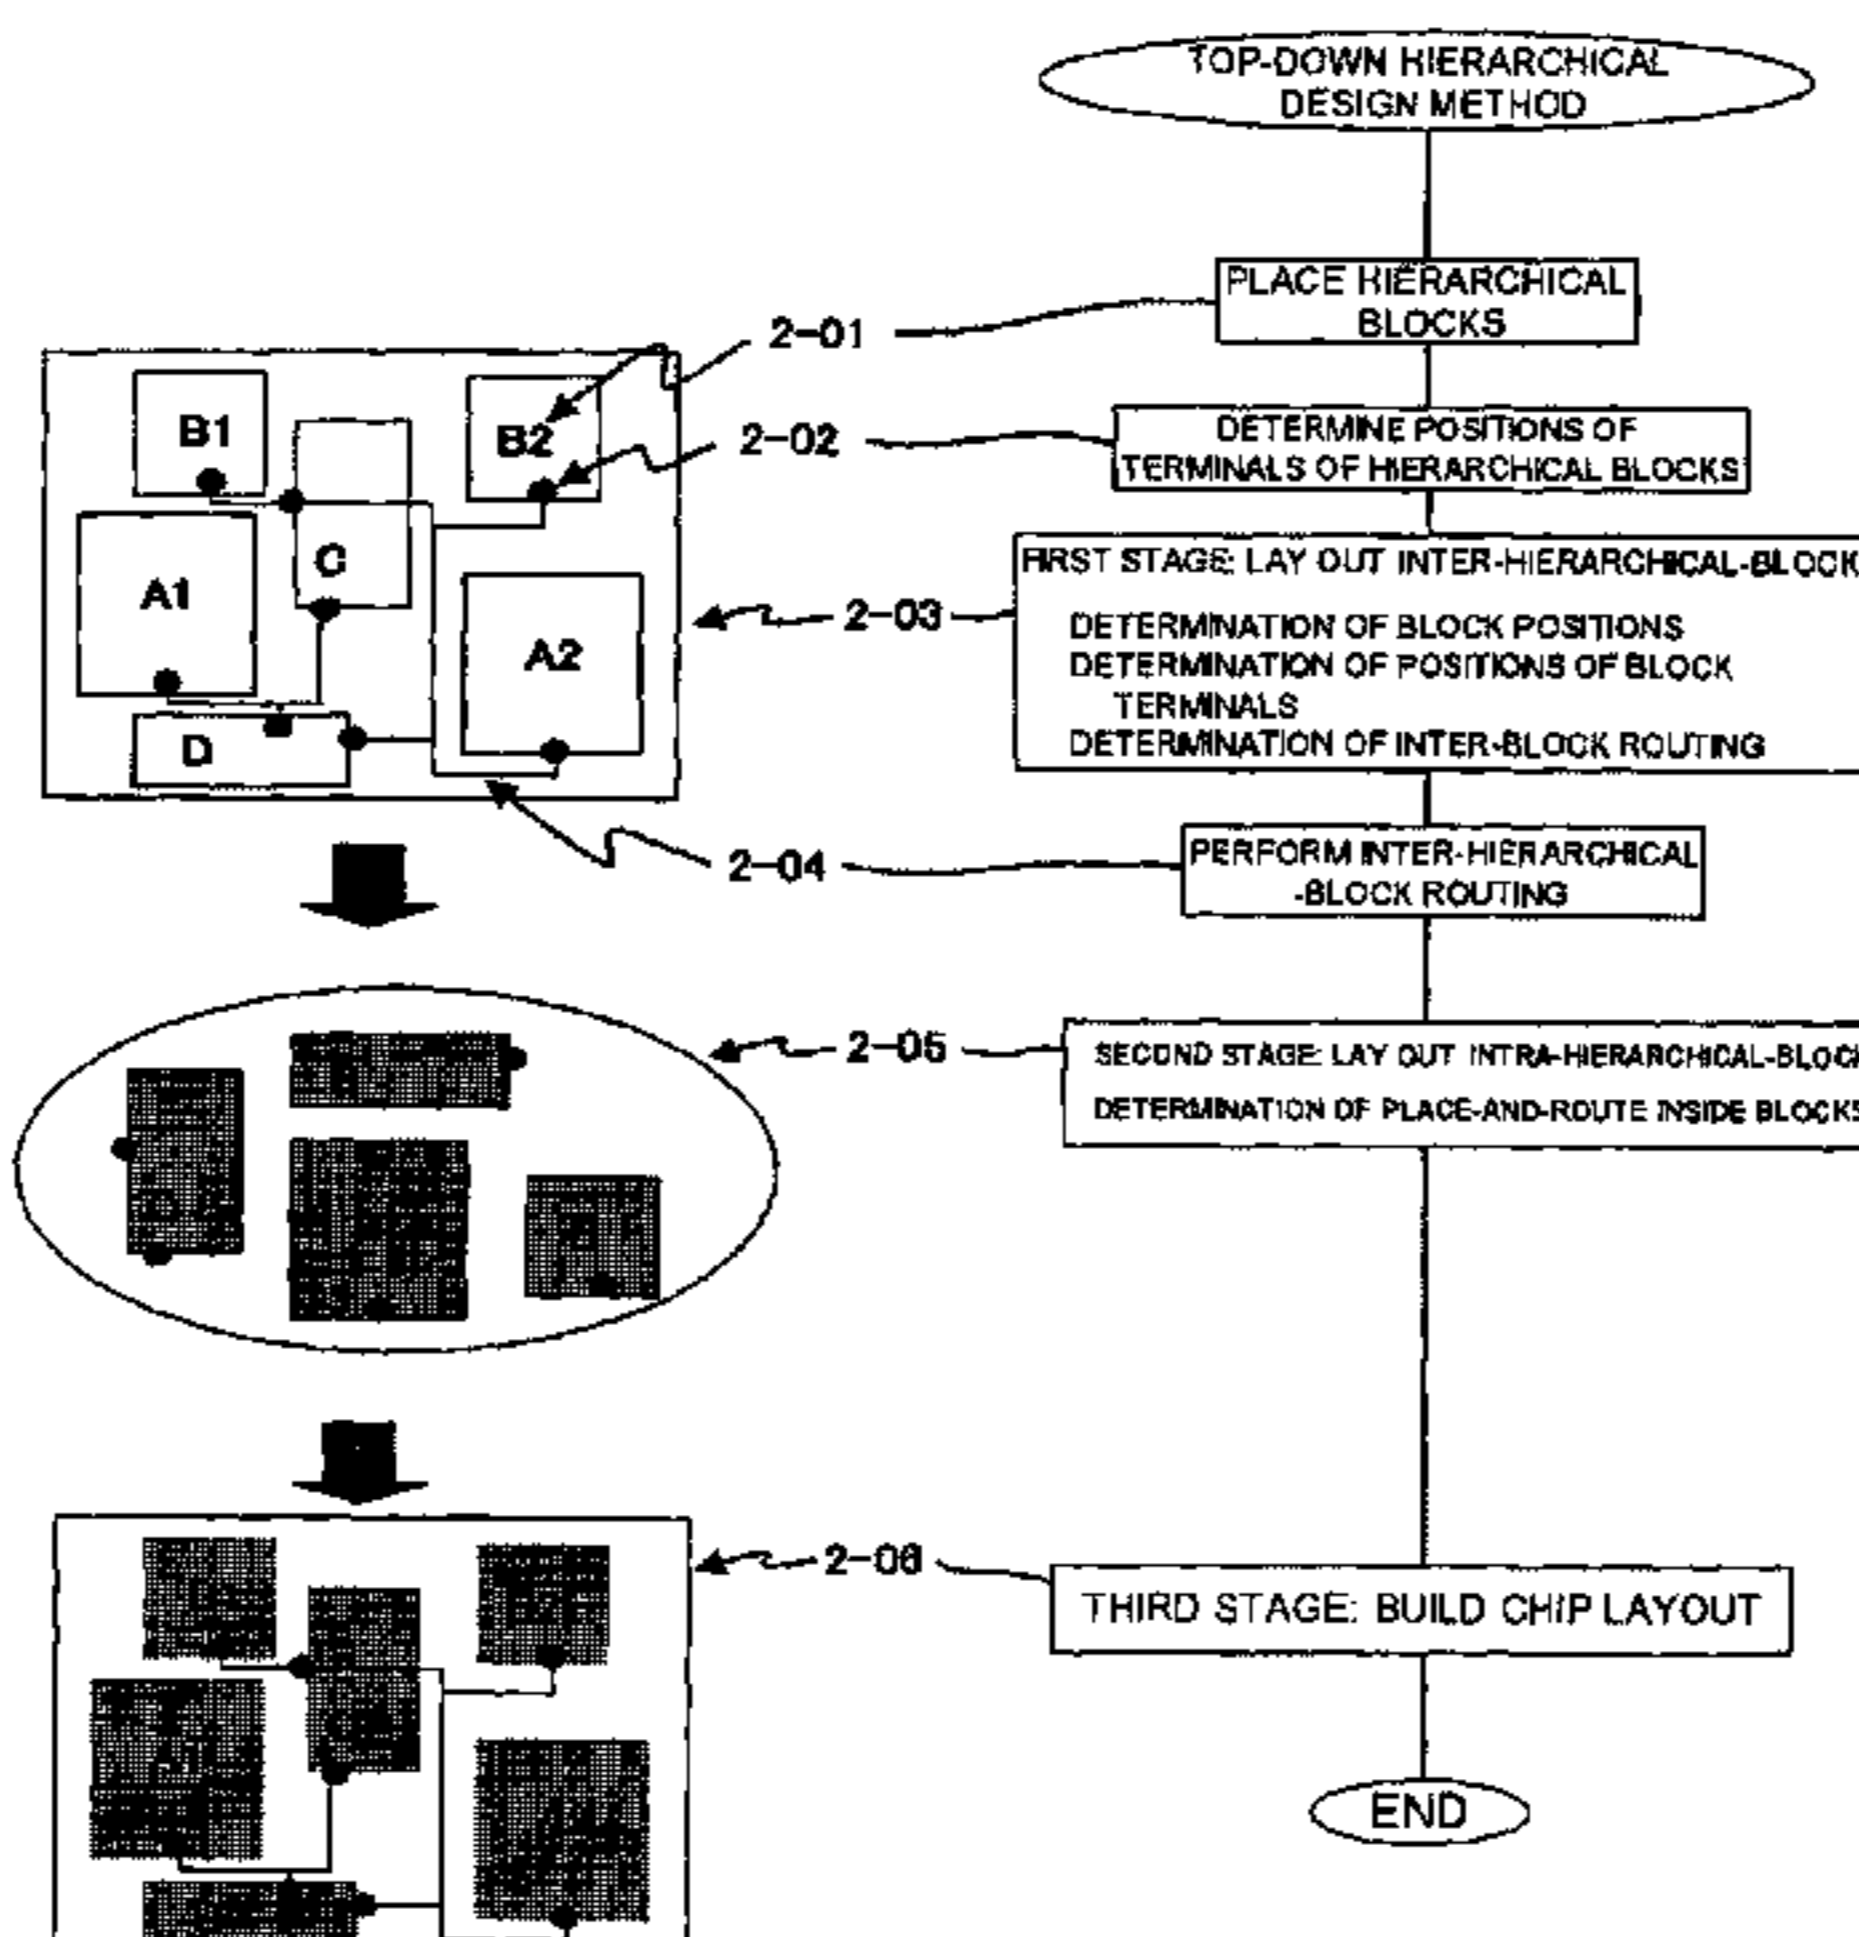 TOP-DOWN HIERARCHICAL
DESIGN METHOD
PLACE HIERARCHICAL
BLOCKS
2-01
B1
B2
2-02
DETERMINE POSITIONS OF
TERMINALS OF HIERARCHICAL BLOCKS
C
A1
A2
D
2-03
FIRST STAGE: LAY OUT INTER-HIERARCHICAL-BLOCK
DETERMINATION OF BLOCK POSITIONS
DETERMINATION OF POSITIONS OF BLOCK
TERMINALS
DETERMINATION OF INTER-BLOCK ROUTING
2-04
PERFORM INTER-HIERARCHICAL
-BLOCK ROUTING
2-05
SECOND STAGE: LAY OUT INTRA-HIERARCHICAL-BLOCK
DETERMINATION OF PLACE-AND-ROUTE INSIDE BLOCKS
2-06
THIRD STAGE: BUILD CHIP LAYOUT
END